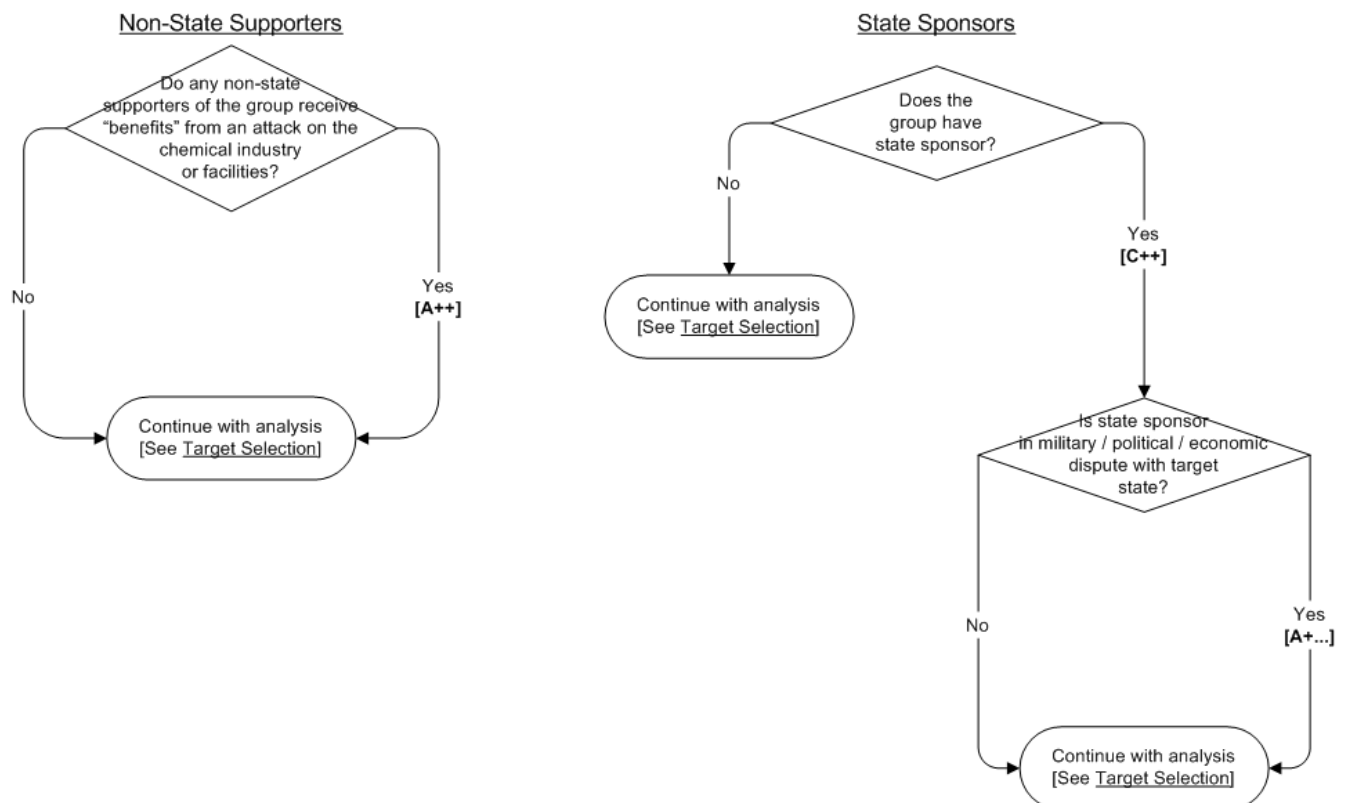 Non-State Supporters
Do any non-state
supporters of the group receive
“benefits” from an attack on the
chemical industry
or facilities?
No
Yes
[A++]
Continue with analysis
[See Target Selection]
State Sponsors
Does the
group have
state sponsor?
No
Yes
[C++]
Continue with analysis
[See Target Selection]
Is state sponsor
in military / political / economic
dispute with target
state?
No
Yes
[A+...]
Continue with analysis
[See Target Selection]